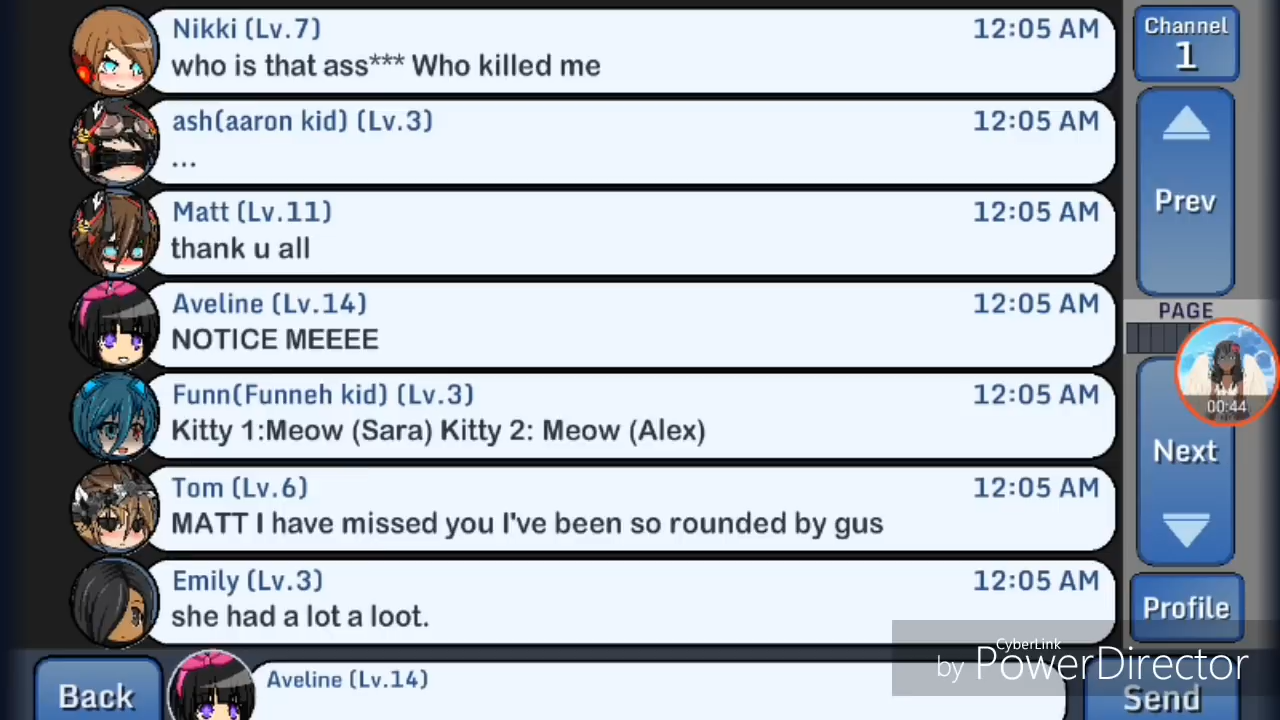 Nikki (Lv.7) 12:05 AM
who is that ass*** Who killed me
ash(aaron kid) (Lv.3) 12:05 AM
...
Matt (Lv.11) 12:05 AM
thank u all
Aveline (Lv.14) 12:05 AM
NOTICE MEEEE
Funn(Funneh kid) (Lv.3) 12:05 AM
Kitty 1:Meow (Sara) Kitty 2: Meow (Alex)
Tom (Lv.6) 12:05 AM
MATT I have missed you I've been so rounded by gus
Emily (Lv.3) 12:05 AM
she had a lot a loot.
Back
Aveline (Lv.14)
Send
Channel
1
Prev
PAGE
00:44
Next
Profile
CyberLink
by PowerDirector